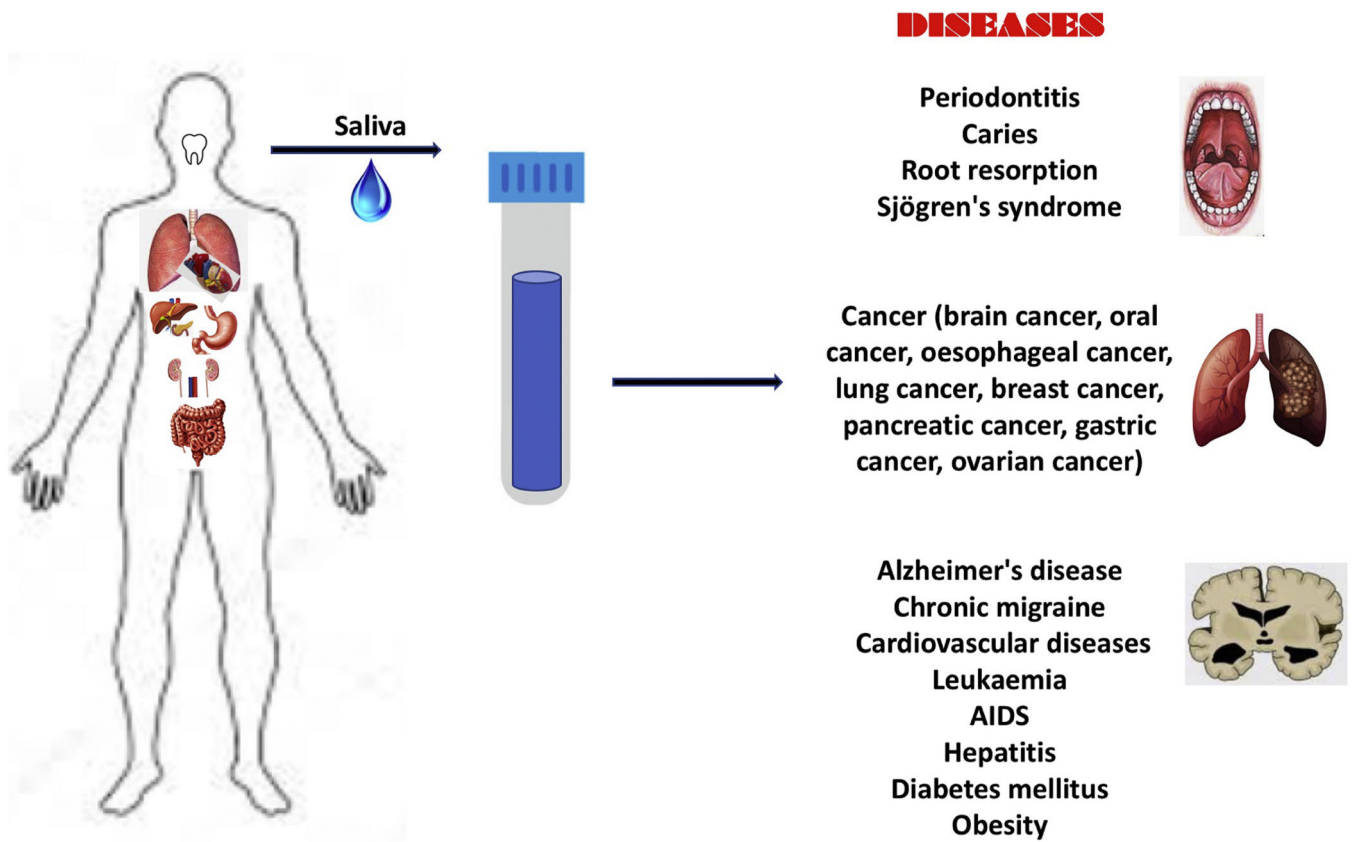 DISEASES
Saliva
Periodontitis
Caries
Root resorption
Sjögren's syndrome
Cancer (brain cancer, oral
cancer, oesophageal cancer,
lung cancer, breast cancer,
pancreatic cancer, gastric
cancer, ovarian cancer)
Alzheimer's disease
Chronic migraine
Cardiovascular diseases
Leukaemia
AIDS
Hepatitis
Diabetes mellitus
Obesity